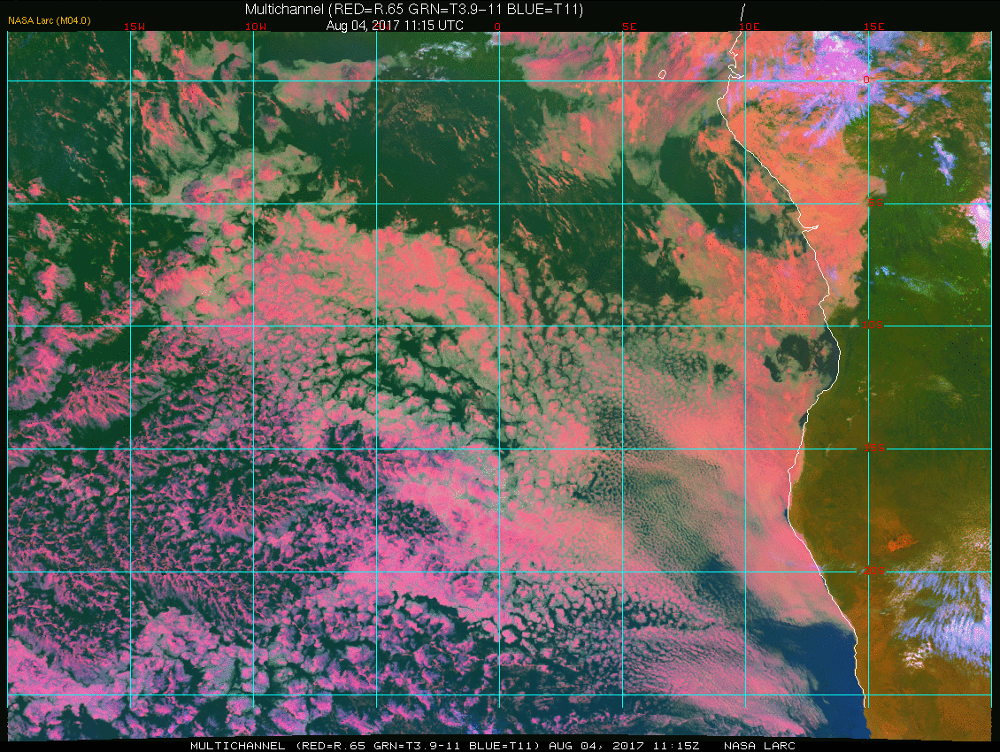 Multichannel (RED=R.65 GRN=T3.9−11 BLUE=T11)
NASA Larc (M04.0)
Aug 04, 2017 11:15 UTC
15W 10W 0 5E 10E 15E
0
MULTICHANNEL (RED=R.65 GRN=T3.9-11 BLUE=T11) AUG 04, 2017 11:15Z NASA LARC